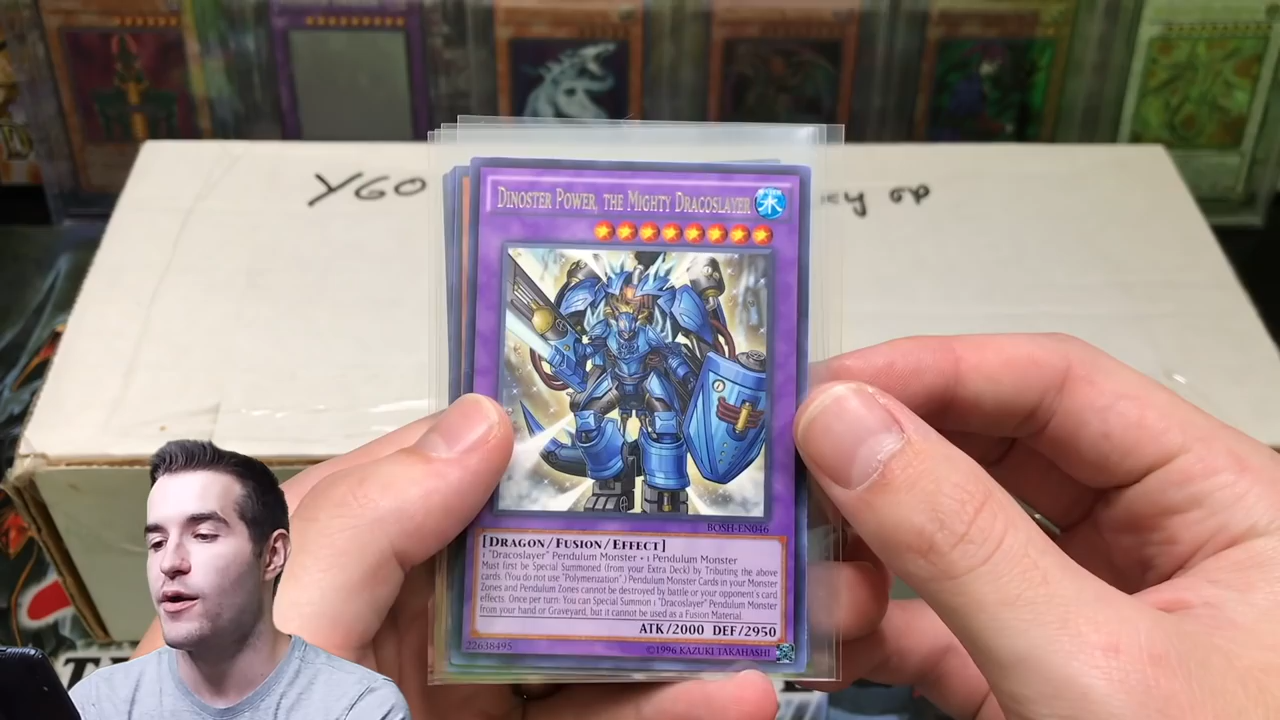 YGO
ey op
DINOSTER POWER, THE MIGHTY DRACOSLAYER
WATER
水
BOSH-EN046
[DRAGON/FUSION/EFFECT]
1 "Dracoslayer" Pendulum Monster + 1 Pendulum Monster
Must first be Special Summoned (from your Extra Deck) by Tributing the above
cards. (You do not use "Polymerization".) Pendulum Monster Cards in your Monster
Zones and Pendulum Zones cannot be destroyed by battle or your opponent's card
effects. Once per turn: You can Special Summon 1 "Dracoslayer" Pendulum Monster
from your hand or Graveyard, but it cannot be used as a Fusion Material.
ATK/2000 DEF/2950
22638495
©1996 KAZUKI TAKAHASHI